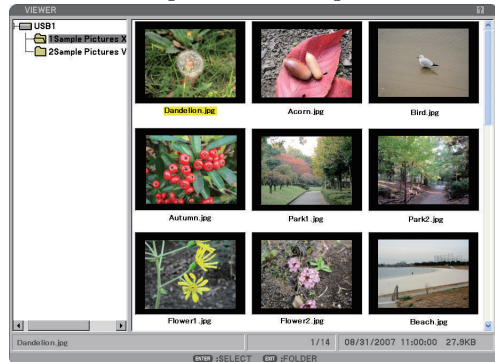 VIEWER ?
USB1
1Sample Pictures X
2Sample Pictures V
Dandelion.jpg Acorn.jpg Bird.jpg
Autumn.jpg Park1.jpg Park2.jpg
Flower1.jpg Flower2.jpg Beach.jpg
Dandelion.jpg 1/14 08/31/2007 11:00:00 27.9KB
ENTER :SELECT EXIT :FOLDER